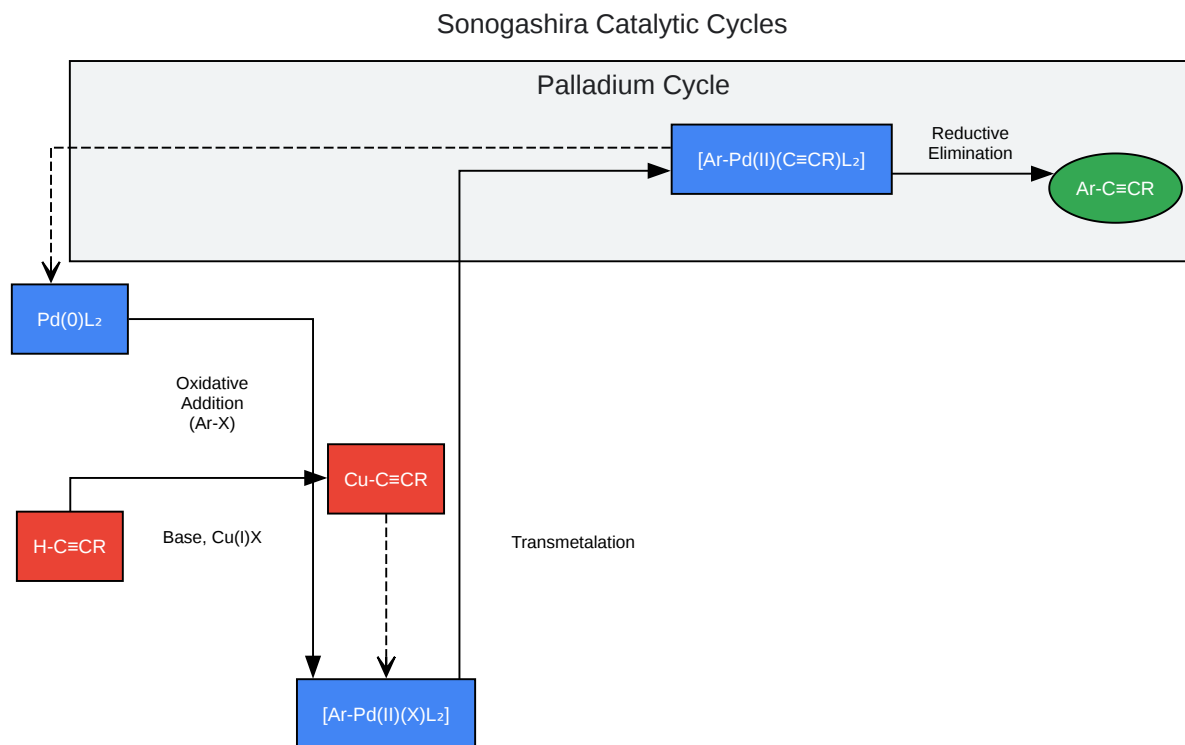 Sonogashira Catalytic Cycles
Palladium Cycle
[Ar-Pd(II)(C≡CR)L₂]
Reductive
Elimination
Ar-C≡CR
Pd(0)L₂
Oxidative
Addition
(Ar-X)
Cu-C≡CR
H-C≡CR
Base, Cu(I)X
Transmetalation
[Ar-Pd(II)(X)L₂]